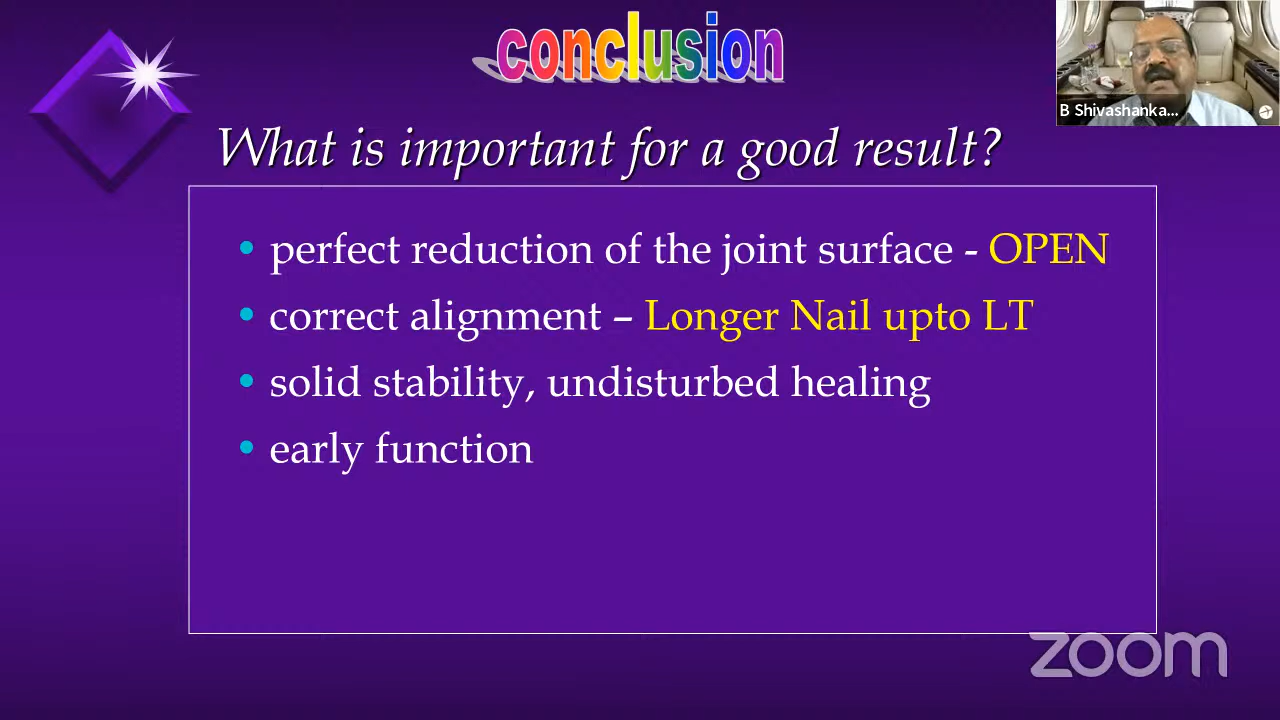 conclusion
B Shivashanka...
What is important for a good result?
• perfect reduction of the joint surface - OPEN
• correct alignment – Longer Nail upto LT
• solid stability, undisturbed healing
• early function
zoom